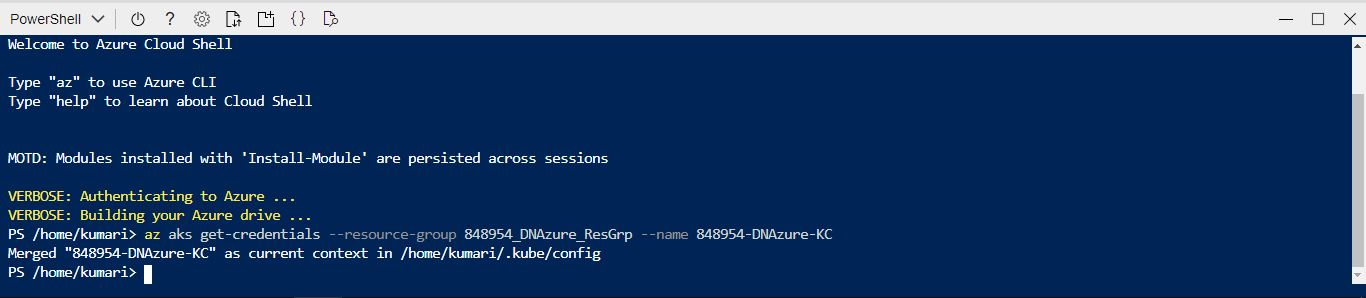 PowerShell
Welcome to Azure Cloud Shell
Type "az" to use Azure CLI
Type "help" to learn about Cloud Shell
MOTD: Modules installed with 'Install-Module' are persisted across sessions
VERBOSE: Authenticating to Azure ...
VERBOSE: Building your Azure drive ...
PS /home/kumari> az aks get-credentials --resource-group 848954_DNAzure_ResGrp --name 848954-DNAzure-KC
Merged "848954-DNAzure-KC" as current context in /home/kumari/.kube/config
PS /home/kumari>